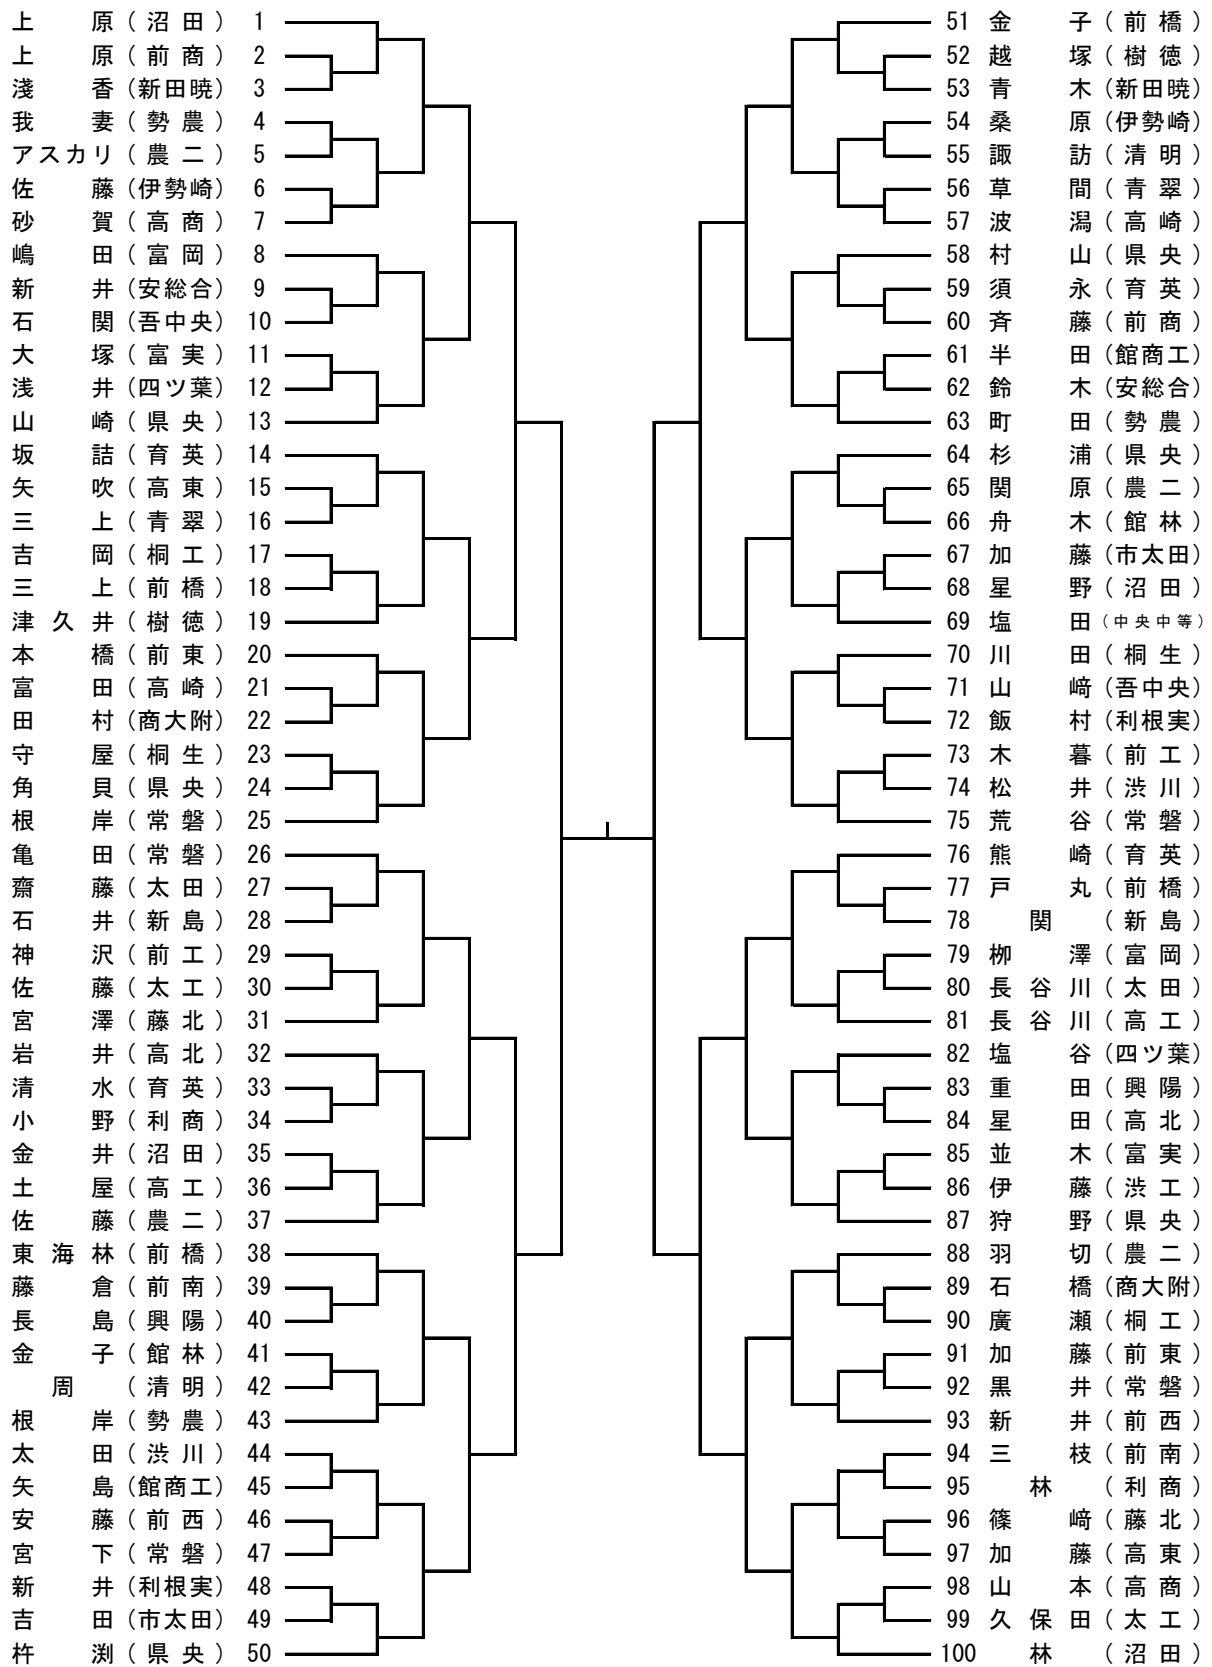 上原（沼田） 1
上原（前商） 2
淺香（新田暁） 3
我妻（勢農） 4
アスカリ（農二） 5
佐藤（伊勢崎） 6
砂賀（高商） 7
嶋田（富岡） 8
新井（安総合） 9
石関（吾中央） 10
大塚（富実） 11
浅井（四ツ葉） 12
山崎（県央） 13
坂詰（育英） 14
矢吹（高東） 15
三上（青翠） 16
吉岡（桐工） 17
三上（前橋） 18
津久井（樹徳） 19
本橋（前東） 20
富田（高崎） 21
田村（商大附） 22
守屋（桐生） 23
角貝（県央） 24
根岸（常磐） 25
亀田（常磐） 26
齋藤（太田） 27
石井（新島） 28
神沢（前工） 29
佐藤（太工） 30
宮澤（藤北） 31
岩井（高北） 32
清水（育英） 33
小野（利商） 34
金井（沼田） 35
土屋（高工） 36
佐藤（農二） 37
東海林（前橋） 38
藤倉（前南） 39
長島（興陽） 40
金子（館林） 41
周（清明） 42
根岸（勢農） 43
太田（渋川） 44
矢島（館商工） 45
安藤（前西） 46
宮下（常磐） 47
新井（利根実） 48
吉田（市太田） 49
杵渕（県央） 50
51 金子（前橋）
52 越塚（樹徳）
53 青木（新田暁）
54 桑原（伊勢崎）
55 諏訪（清明）
56 草間（青翠）
57 波潟（高崎）
58 村山（県央）
59 須永（育英）
60 斉藤（前商）
61 半田（館商工）
62 鈴木（安総合）
63 町田（勢農）
64 杉浦（県央）
65 関原（農二）
66 舟木（館林）
67 加藤（市太田）
68 星野（沼田）
69 塩田（中央中等）
70 川田（桐生）
71 山﨑（吾中央）
72 飯村（利根実）
73 木暮（前工）
74 松井（渋川）
75 荒谷（常磐）
76 熊崎（育英）
77 戸丸（前橋）
78 関（新島）
79 栁澤（富岡）
80 長谷川（太田）
81 長谷川（高工）
82 塩谷（四ツ葉）
83 重田（興陽）
84 星田（高北）
85 並木（富実）
86 伊藤（渋工）
87 狩野（県央）
88 羽切（農二）
89 石橋（商大附）
90 廣瀬（桐工）
91 加藤（前東）
92 黒井（常磐）
93 新井（前西）
94 三枝（前南）
95 林（利商）
96 篠﨑（藤北）
97 加藤（高東）
98 山本（高商）
99 久保田（太工）
100 林（沼田）